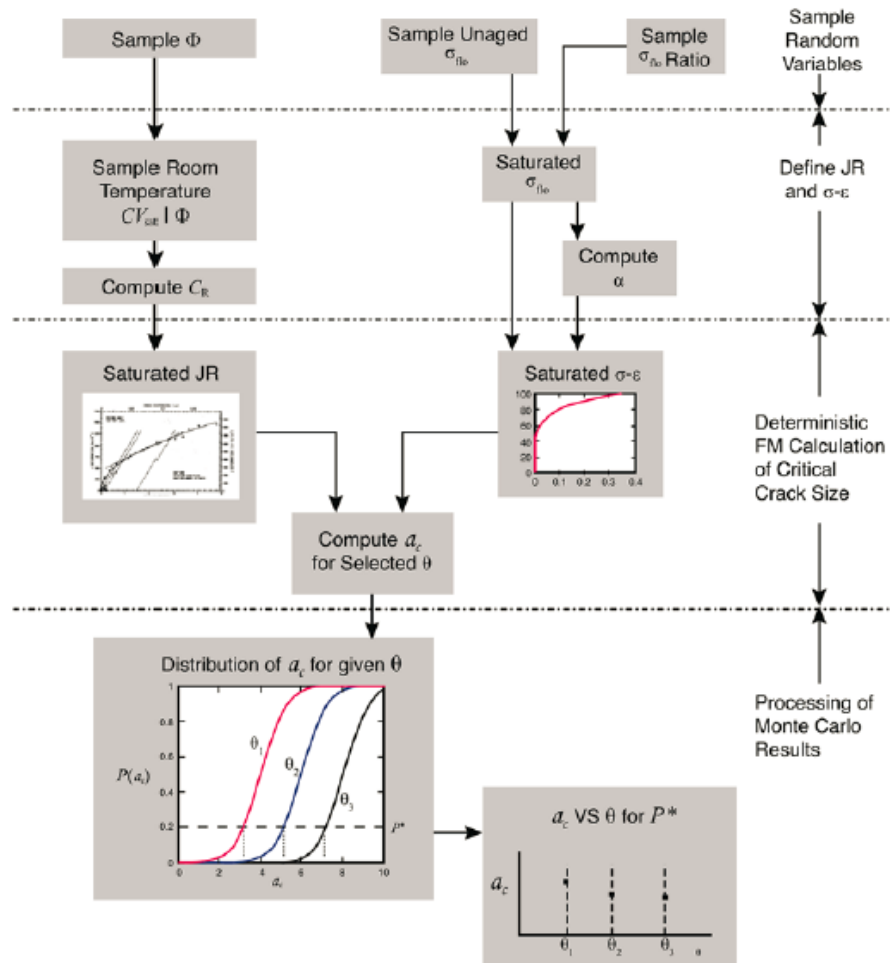 Sample Φ
Sample Unaged
σflo
Sample
σflo Ratio
Sample
Random
Variables
Sample Room
Temperature
CVsat | Φ
Saturated
σflo
Define JR
and σ-ε
Compute
α
Compute CR
Saturated JR
Saturated σ-ε
100
80
60
40
20
0
0
0.1
0.2
0.3
0.4
Deterministic
FM Calculation
of Critical
Crack Size
Compute ac
for Selected θ
Distribution of ac for given θ
1
0.8
0.6
0.4
0.2
0
P(ac)
θ1
θ2
θ3
P*
0 2 4 6 8 10
ac
Processing of
Monte Carlo
Results
ac VS θ for P*
ac
θ1 θ2 θ3 θ